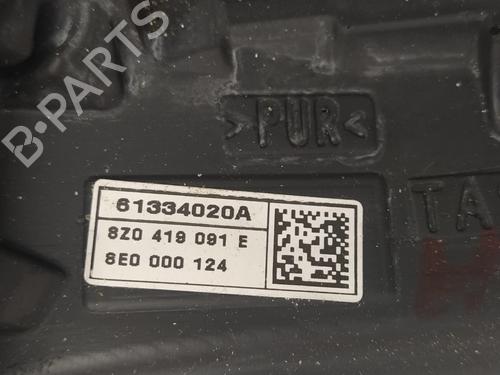 B-PARTS
>PUR<
61334020A
8Z0 419 091 E
8E0 000 124
TA